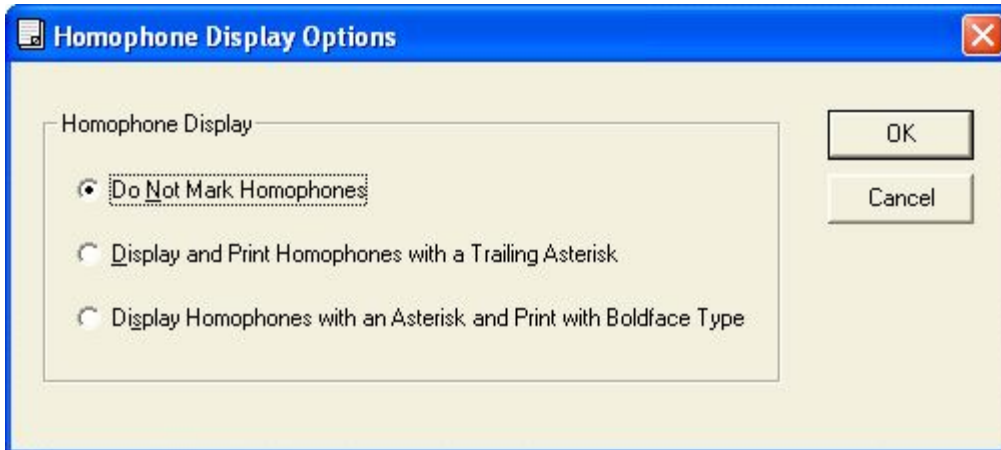 Homophone Display Options
Homophone Display
Do Not Mark Homophones
Display and Print Homophones with a Trailing Asterisk
Display Homophones with an Asterisk and Print with Boldface Type
OK
Cancel